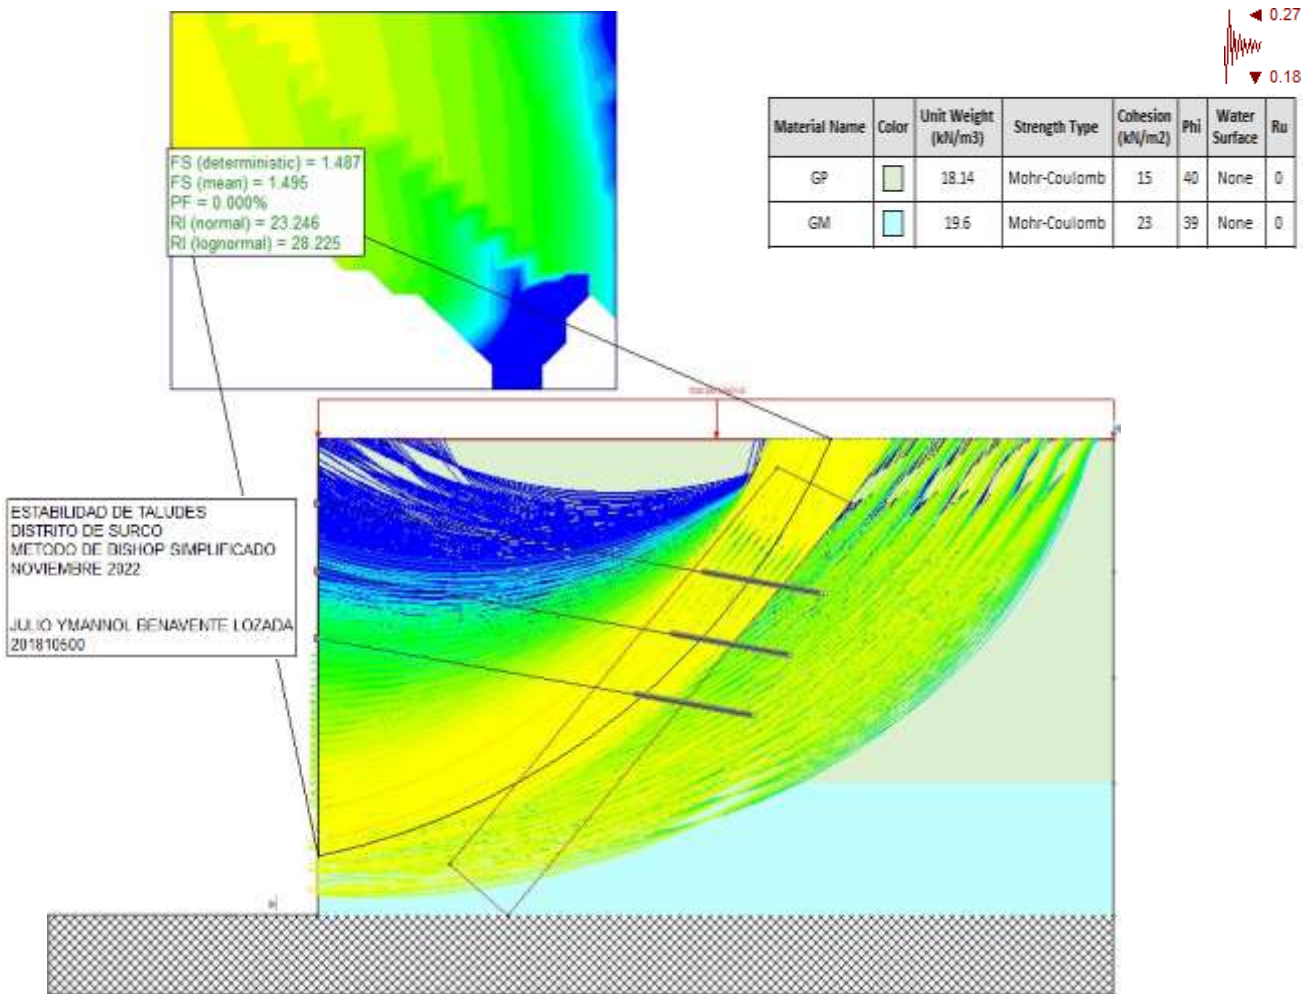 0.27
0.18
Material Name Color Unit Weight (kN/m3) Strength Type Cohesion (kN/m2) Phi Water Surface Ru
GP 18.14 Mohr-Coulomb 15 40 None 0
GM 19.6 Mohr-Coulomb 23 39 None 0
FS (deterministic) = 1.487
FS (mean) = 1.495
PF = 0.000%
RI (normal) = 23.246
RI (lognormal) = 28.225
ESTABILIDAD DE TALUDES
DISTRITO DE SURCO
METODO DE BISHOP SIMPLIFICADO
NOVIEMBRE 2022
JULIO YMANNOL BENAVENTE LOZADA
201810500